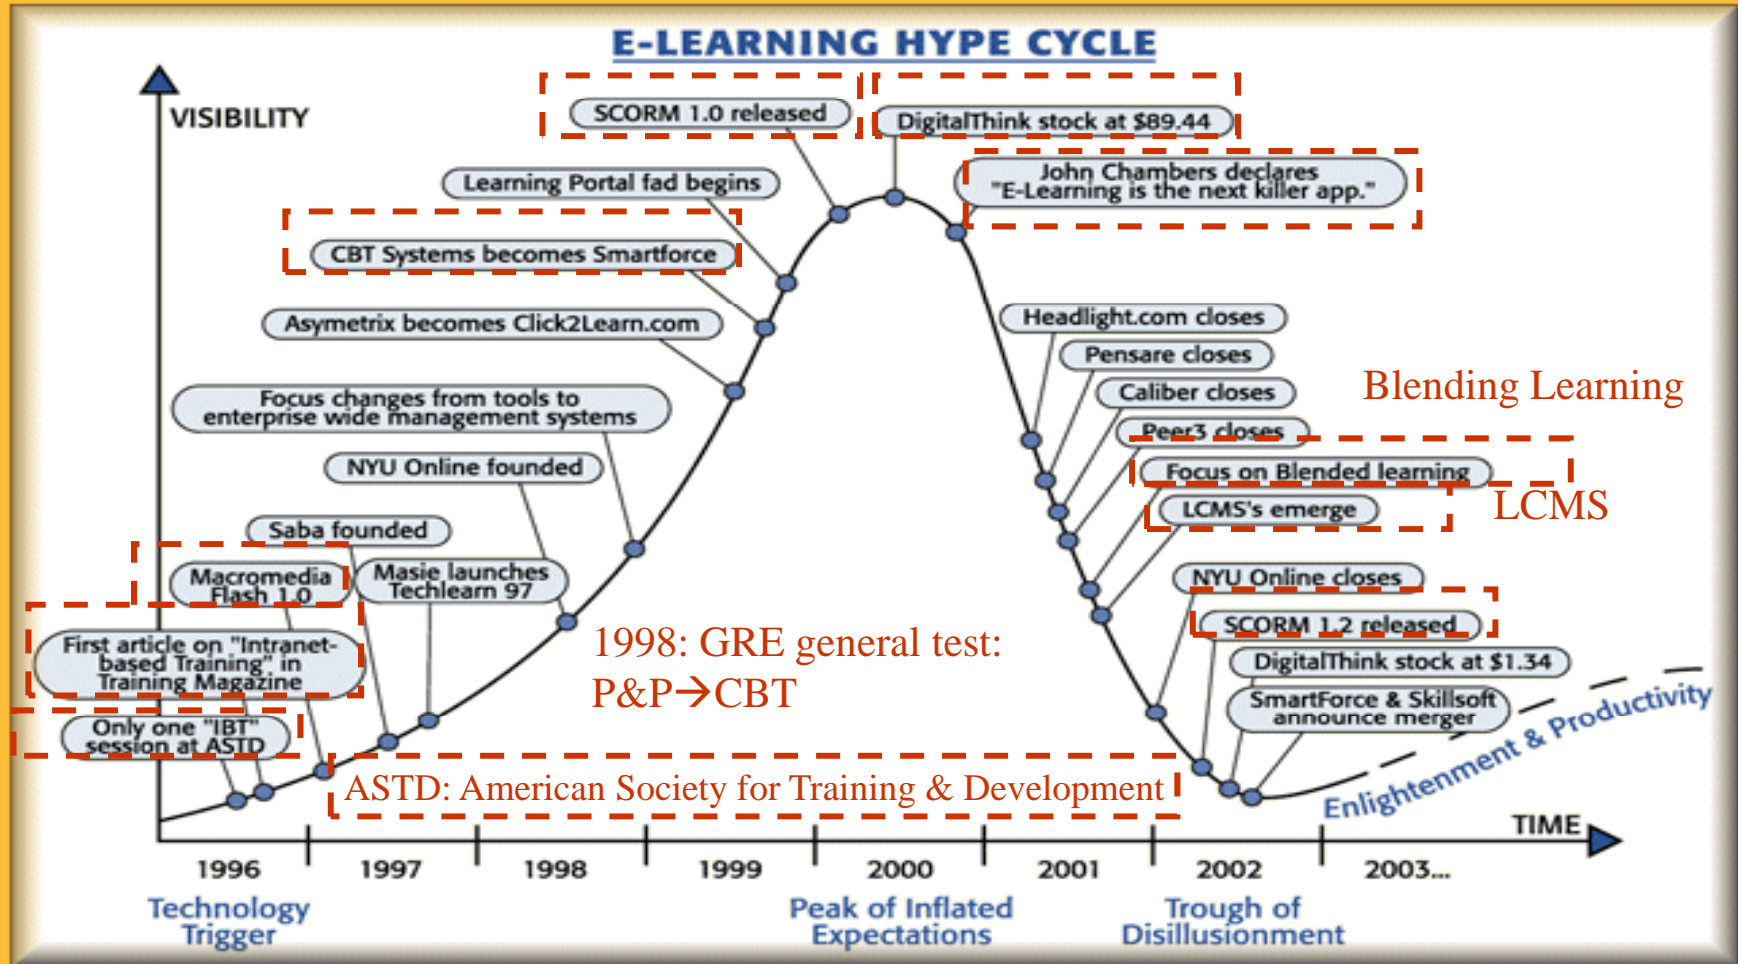 E-LEARNING HYPE CYCLE
VISIBILITY
SCORM 1.0 released
DigitalThink stock at $89.44
John Chambers declares
"E-Learning is the next killer app."
Learning Portal fad begins
CBT Systems becomes Smartforce
Asymetrix becomes Click2Learn.com
Focus changes from tools to
enterprise wide management systems
NYU Online founded
Saba founded
Macromedia
Flash 1.0
Masie launches
Techlearn 97
First article on "Intranet-
based Training" in
Training Magazine
Only one "IBT"
session at ASTD
Headlight.com closes
Pensare closes
Caliber closes
Peer3 closes
Blending Learning
Focus on Blended learning
LCMS's emerge
LCMS
NYU Online closes
SCORM 1.2 released
DigitalThink stock at $1.34
SmartForce & Skillsoft
announce merger
1998: GRE general test:
P&P→CBT
ASTD: American Society for Training & Development
Enlightenment & Productivity
TIME
1996 1997 1998 1999 2000 2001 2002 2003...
Technology
Trigger
Peak of Inflated
Expectations
Trough of
Disillusionment